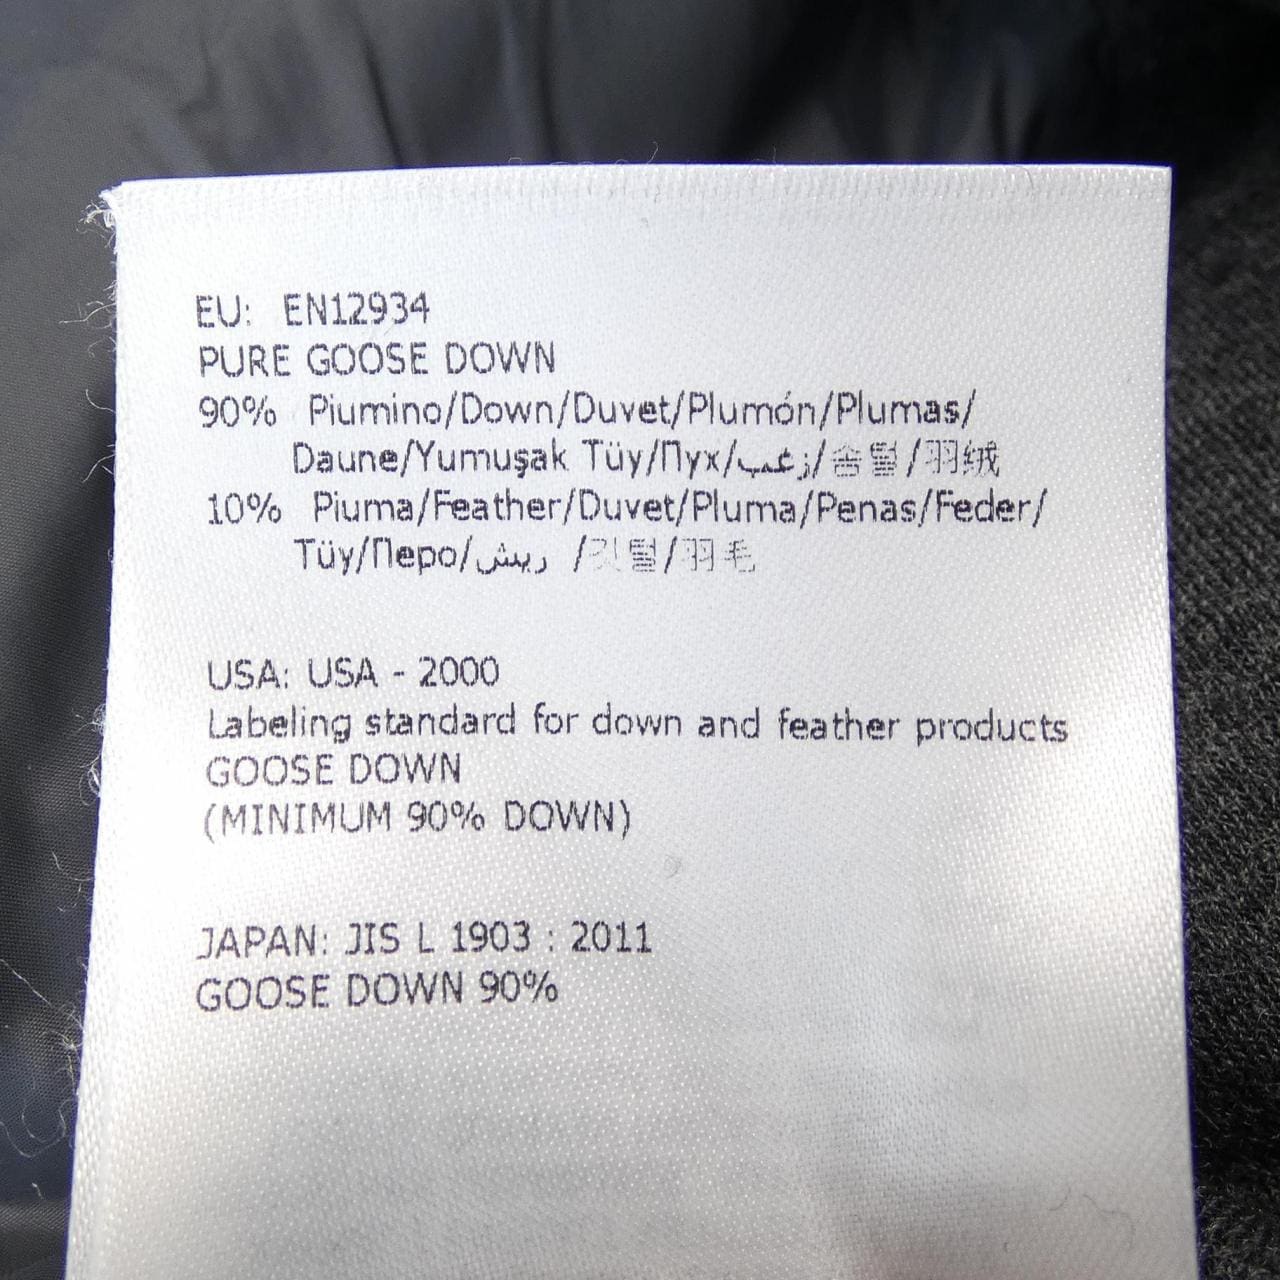 EU: EN12934
PURE GOOSE DOWN
90% Piumino/Down/Duvet/Plumón/Plumas/
Daune/Yumuşak Tüy/Пух/زغب/솜털/羽绒
10% Piuma/Feather/Duvet/Pluma/Penas/Feder/
Tüy/Перо/ريش /깃털/羽毛
USA: USA - 2000
Labeling standard for down and feather products
GOOSE DOWN
(MINIMUM 90% DOWN)
JAPAN: JIS L 1903 : 2011
GOOSE DOWN 90%